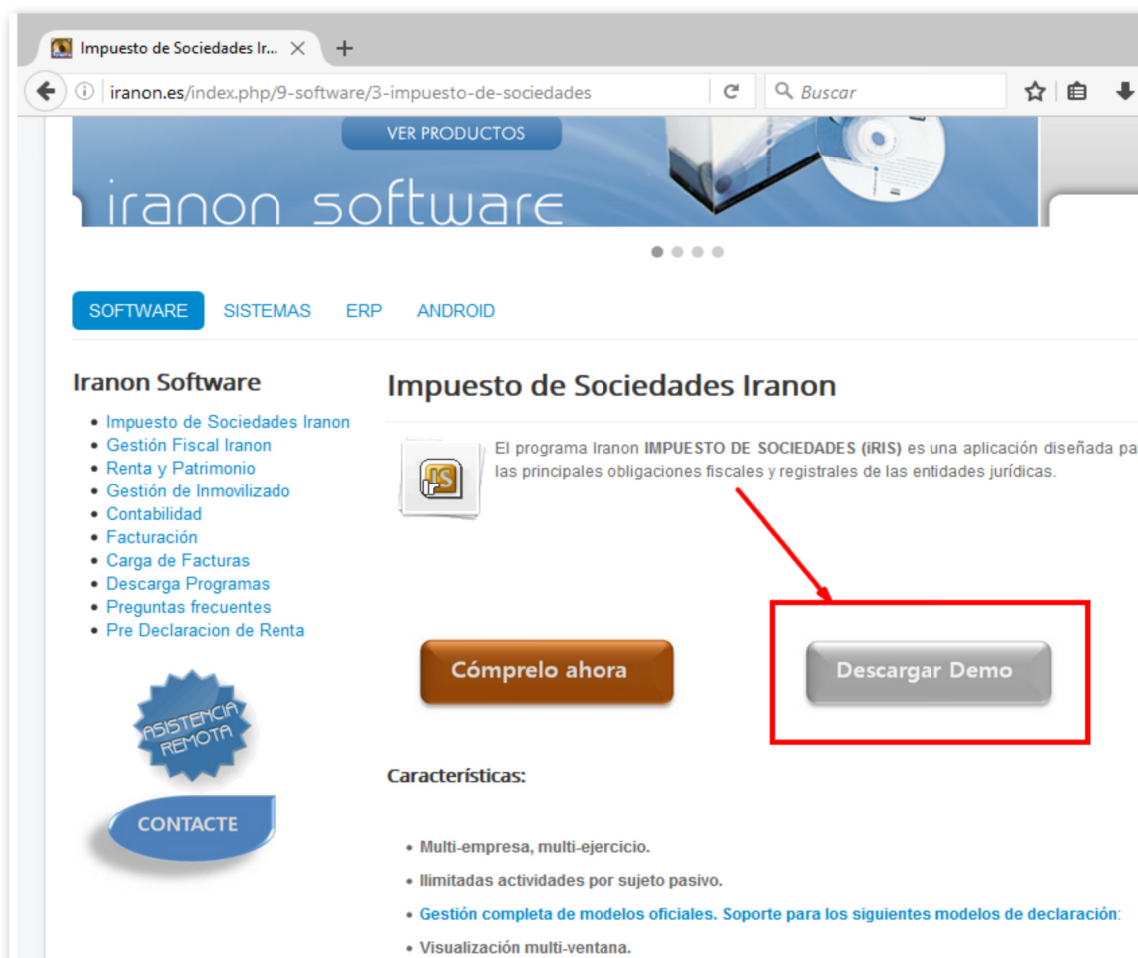 Impuesto de Sociedades Ir...
iranon.es/index.php/9-software/3-impuesto-de-sociedades
Buscar
VER PRODUCTOS
iranon software
SOFTWARE SISTEMAS ERP ANDROID
Iranon Software
Impuesto de Sociedades Iranon
Gestión Fiscal Iranon
Renta y Patrimonio
Gestión de Inmovilizado
Contabilidad
Facturación
Carga de Facturas
Descarga Programas
Preguntas frecuentes
Pre Declaracion de Renta
ASISTENCIA
REMOTA
CONTACTE
Impuesto de Sociedades Iranon
El programa Iranon IMPUESTO DE SOCIEDADES (iRIS) es una aplicación diseñada pa
las principales obligaciones fiscales y registrales de las entidades jurídicas.
Cómprelo ahora
Descargar Demo
Características:
Multi-empresa, multi-ejercicio.
Ilimitadas actividades por sujeto pasivo.
Gestión completa de modelos oficiales. Soporte para los siguientes modelos de declaración:
Visualización multi-ventana.